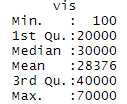 vis
Min.   :  100
1st Qu.:20000
Median :30000
Mean   :28376
3rd Qu.:40000
Max.   :70000